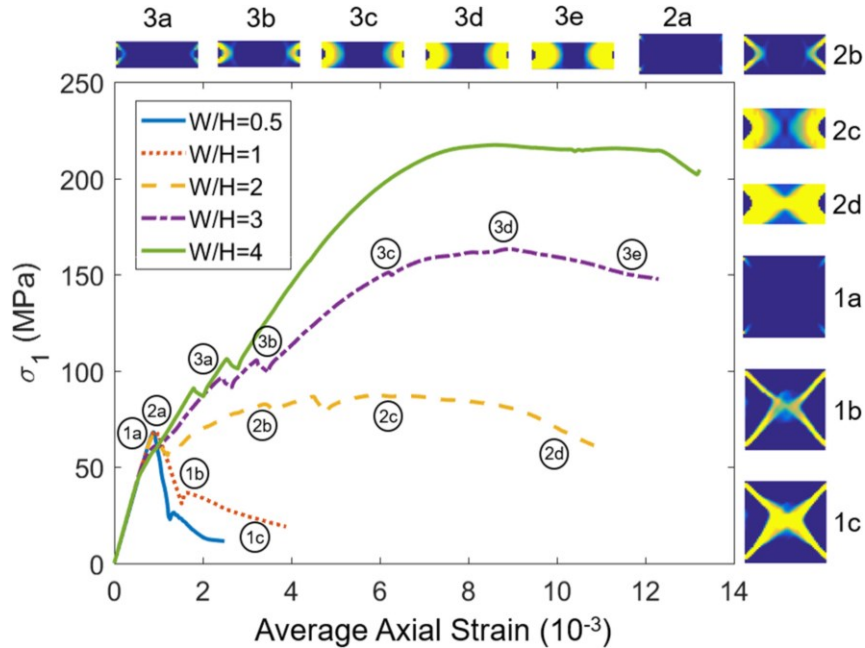 3a 3b 3c 3d 3e 2a
2b
2c
2d
1a
1b
1c
250
200
150
100
50
0
σ1 (MPa)
W/H=0.5
W/H=1
W/H=2
W/H=3
W/H=4
3d
3c
3e
3b
3a
2a
1a
2b
2c
2d
1b
1c
0 2 4 6 8 10 12 14
Average Axial Strain (10-3)